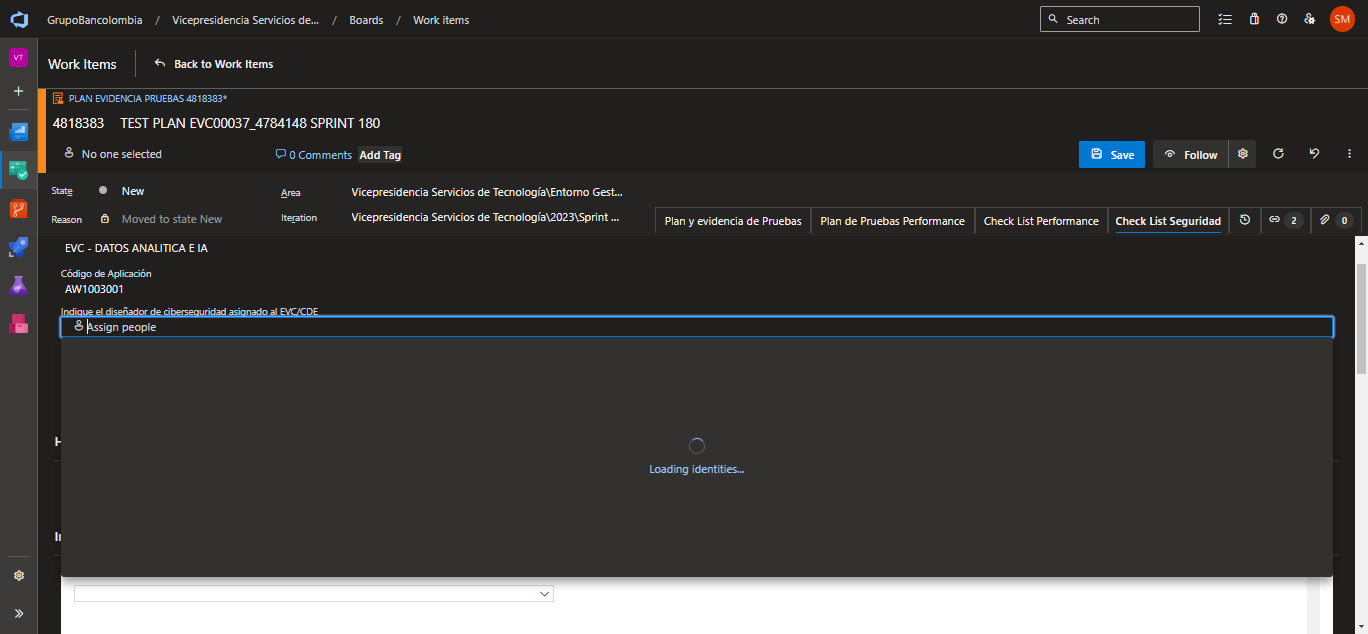 GrupoBancolombia / Vicepresidencia Servicios de... / Boards / Work items
Search
SM
VT
Work Items
Back to Work Items
PLAN EVIDENCIA PRUEBAS 4818383*
4818383 TEST PLAN EVC00037_4784148 SPRINT 180
No one selected
0 Comments
Add Tag
Save
Follow
State
New
Area
Vicepresidencia Servicios de Tecnología\Entorno Gest...
Reason
Moved to state New
Iteration
Vicepresidencia Servicios de Tecnología\2023\Sprint ...
Plan y evidencia de Pruebas
Plan de Pruebas Performance
Check List Performance
Check List Seguridad
2
0
EVC - DATOS ANALITICA E IA
Código de Aplicación
AW1003001
Indique el diseñador de ciberseguridad asignado al EVC/CDE
Assign people
Loading identities...